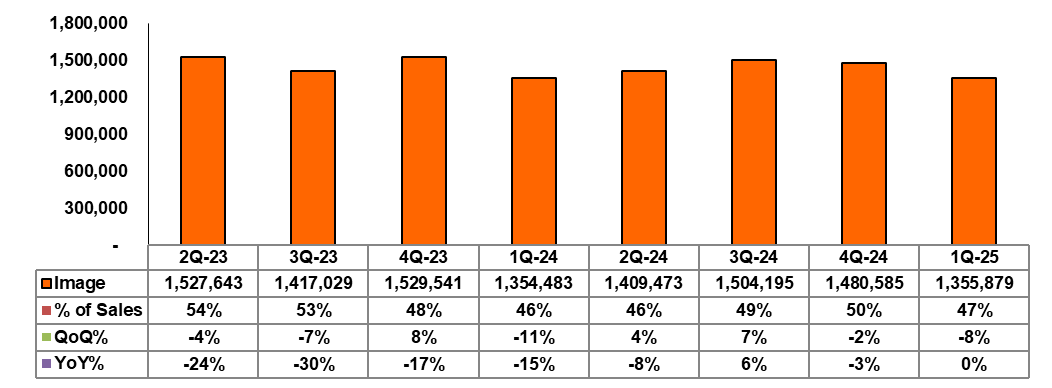 1,800,000
1,500,000
1,200,000
900,000
600,000
300,000
-
2Q-23 3Q-23 4Q-23 1Q-24 2Q-24 3Q-24 4Q-24 1Q-25
Image 1,527,643 1,417,029 1,529,541 1,354,483 1,409,473 1,504,195 1,480,585 1,355,879
% of Sales 54% 53% 48% 46% 46% 49% 50% 47%
QoQ% -4% -7% 8% -11% 4% 7% -2% -8%
YoY% -24% -30% -17% -15% -8% 6% -3% 0%